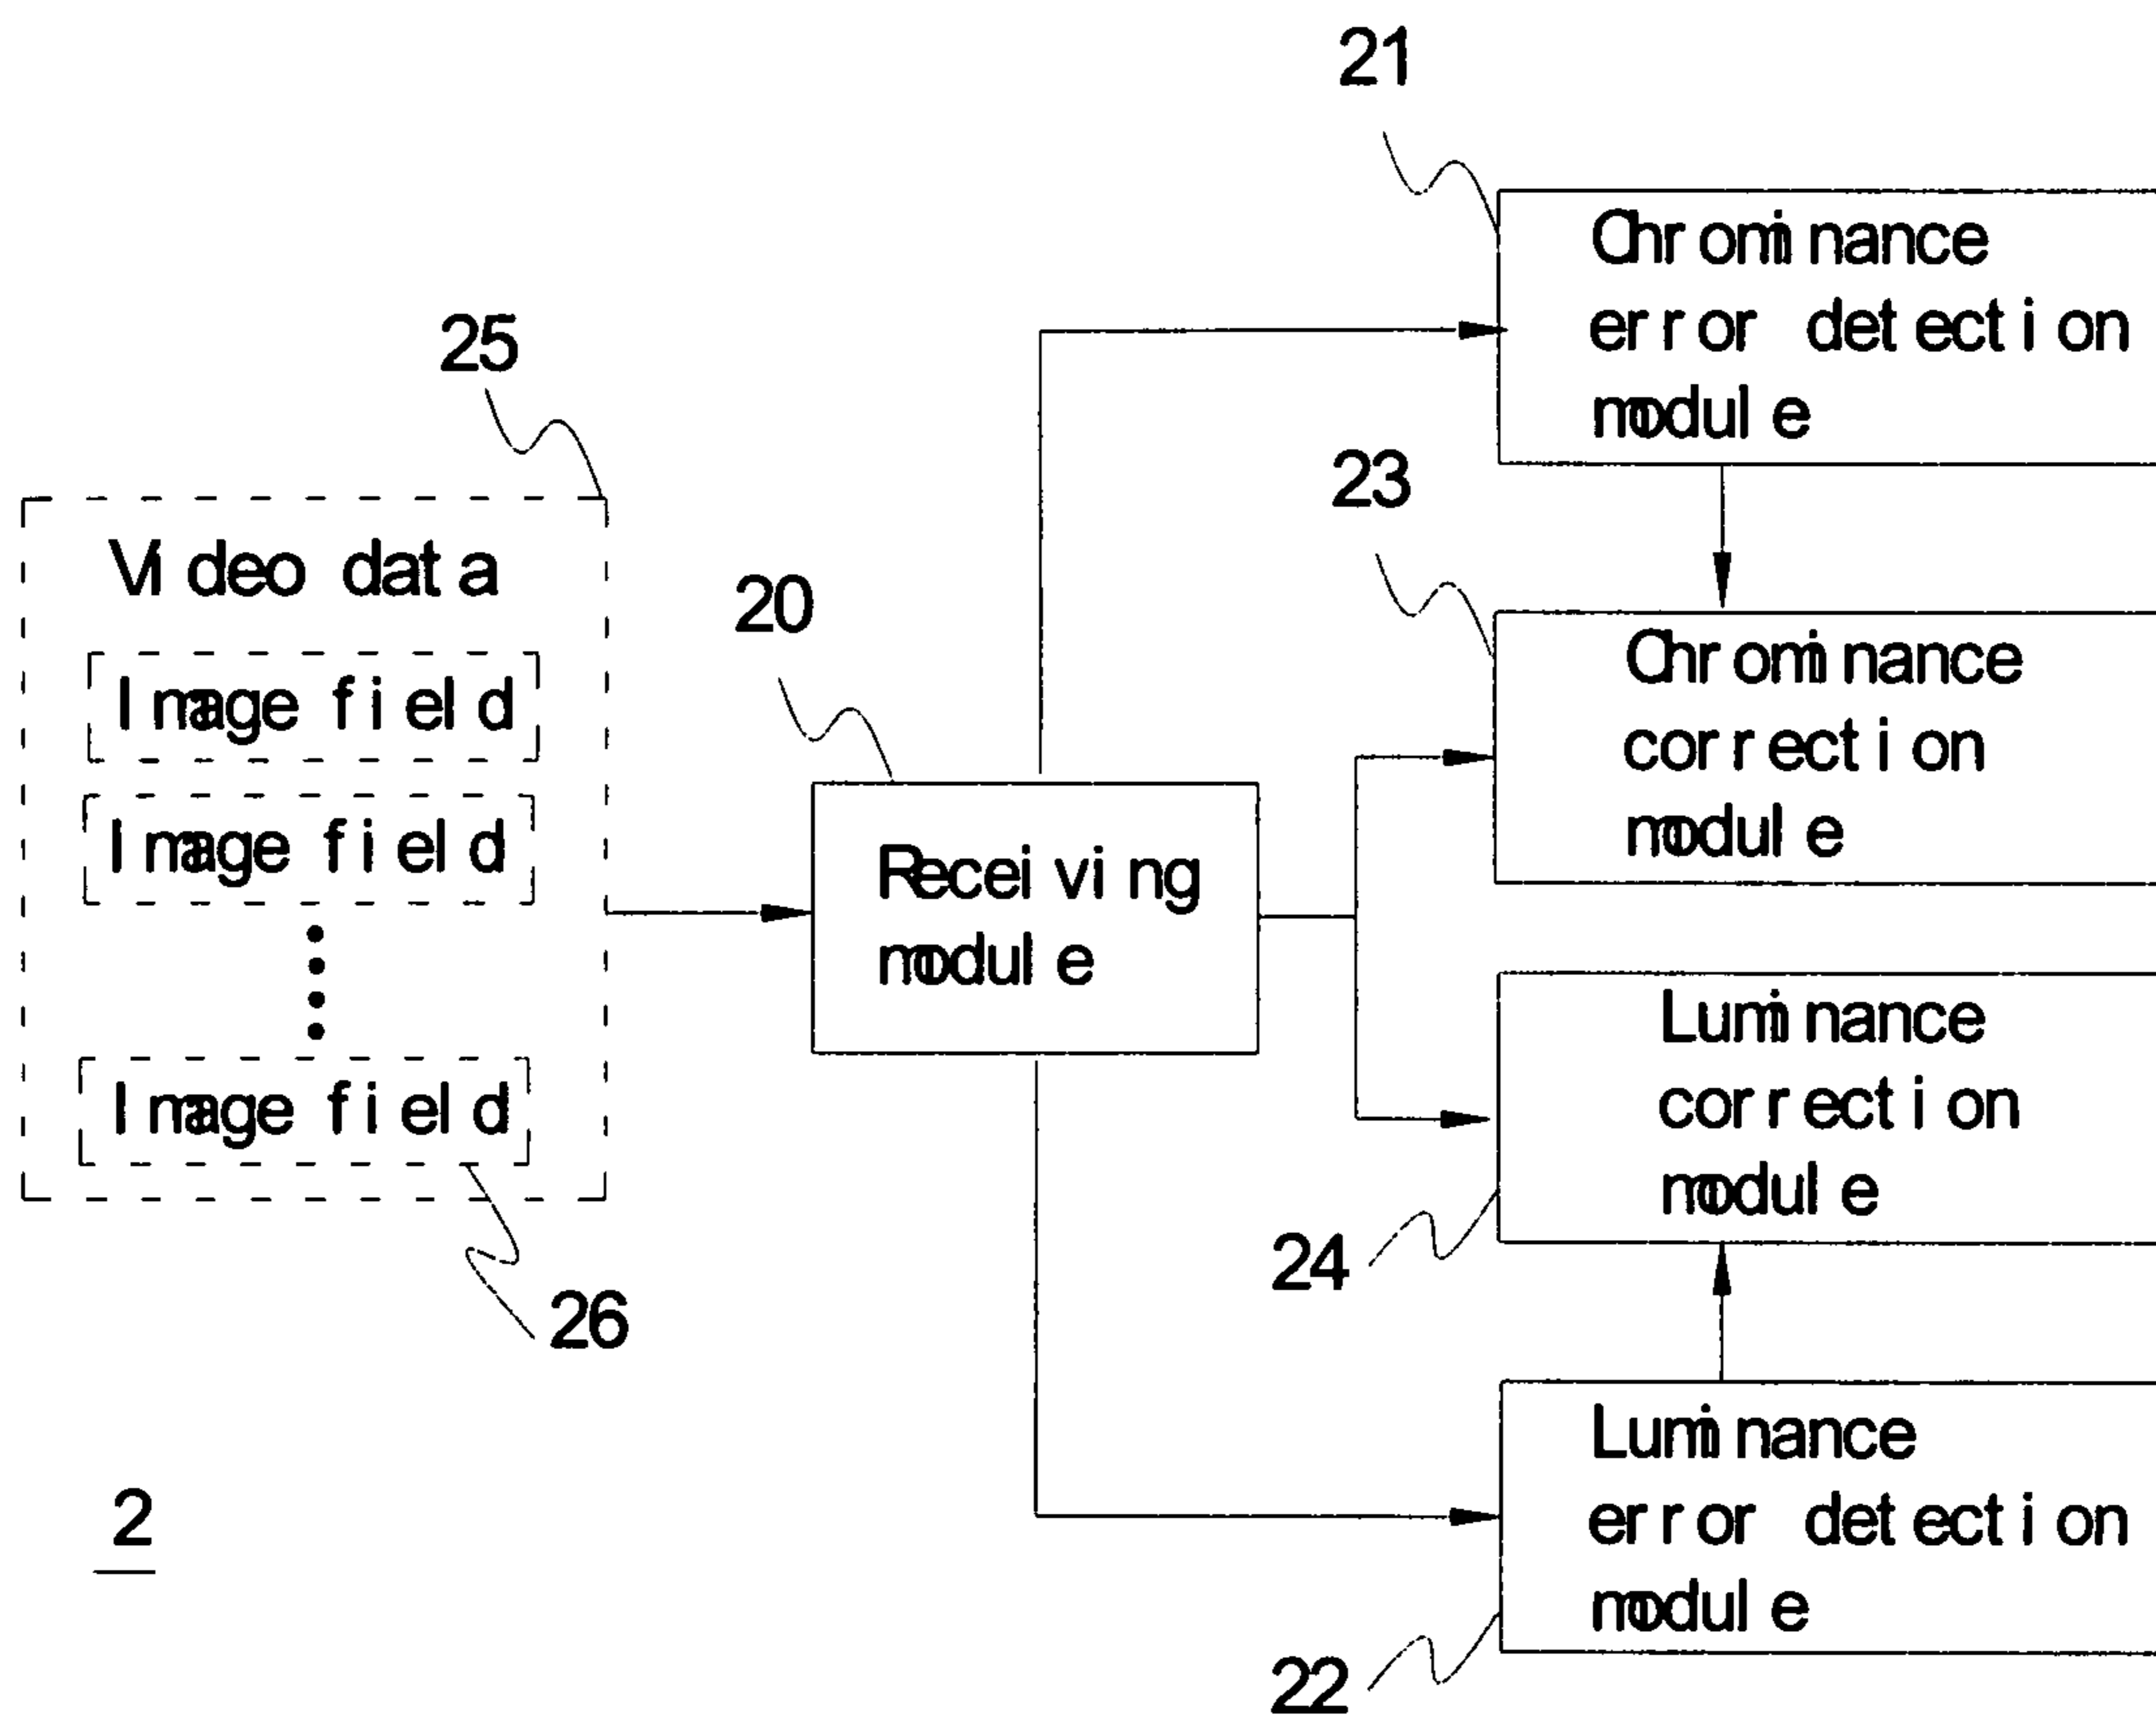 21
Chrominance
error detection
module
25
23
Video data
20
Image field
Chrominance
correction
module
Image field
Receiving
module
Luminance
correction
module
Image field
24
26
Luminance
error detection
module
2
22